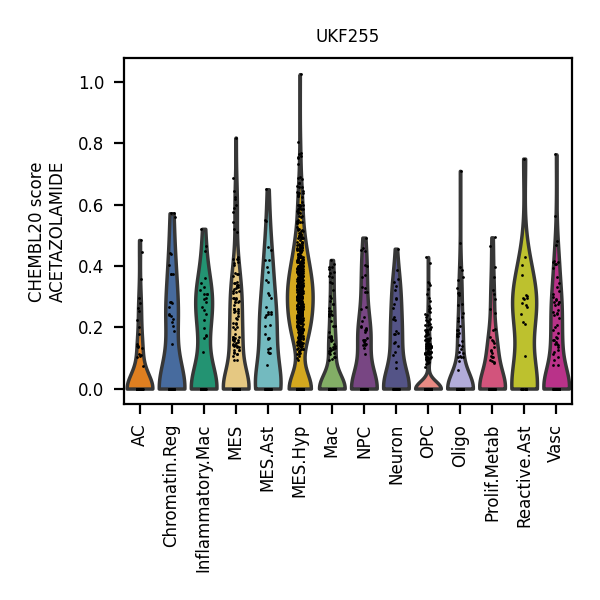 UKF255
CHEMBL20 score
ACETAZOLAMIDE
1.0
0.8
0.6
0.4
0.2
0.0
AC
Chromatin.Reg
Inflammatory.Mac
MES
MES.Ast
MES.Hyp
Mac
NPC
Neuron
OPC
Oligo
Prolif.Metab
Reactive.Ast
Vasc